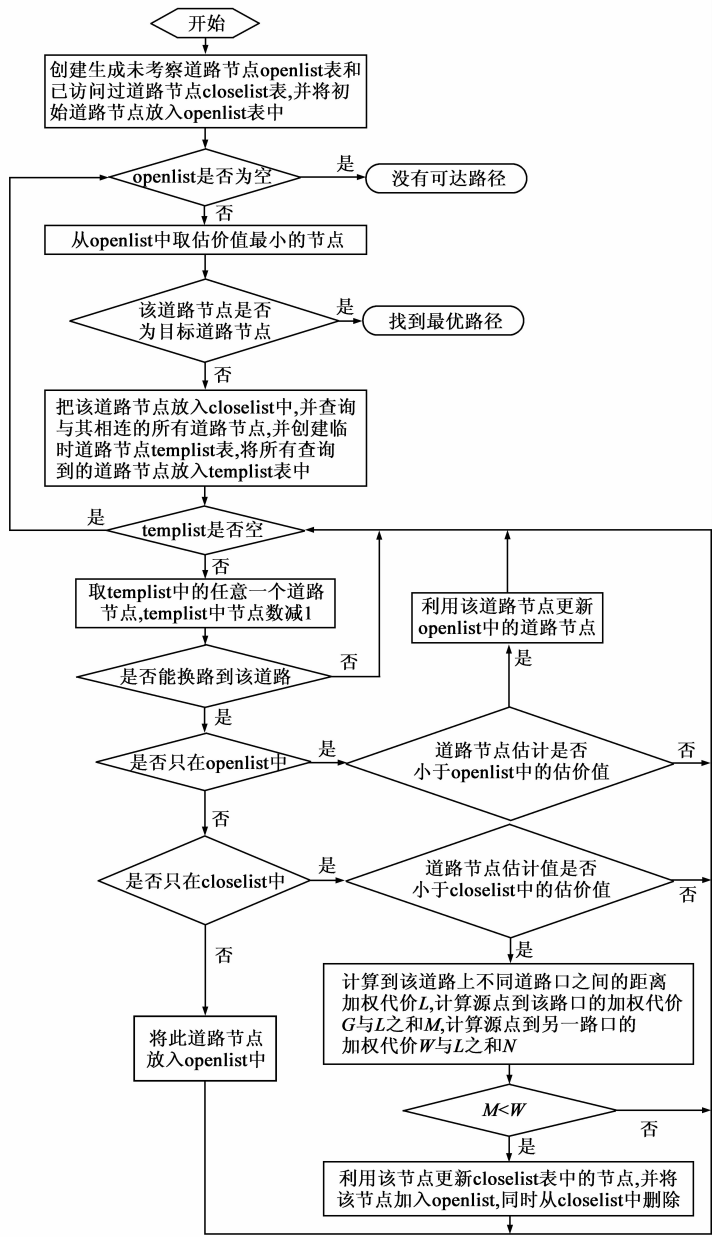 开始
创建生成未考察道路节点openlist表和
已访问过道路节点closelist表,并将初
始道路节点放入openlist表中
openlist是否为空
是
没有可达路径
否
从openlist中取估价值最小的节点
该道路节点是否
为目标道路节点
是
找到最优路径
否
把该道路节点放入closelist中,并查询
与其相连的所有道路节点,并创建临
时道路节点templist表,将所有查询
到的道路节点放入templist表中
是
templist是否空
否
取templist中的任意一个道路
节点,templist中节点数减1
利用该道路节点更新
openlist中的道路节点
是否能换路到该道路
否
是
是
是否只在openlist中
是
道路节点估计是否
小于openlist中的估价值
否
否
是否只在closelist中
是
道路节点估计值是否
小于closelist中的估价值
否
否
是
计算到该道路上不同道路口之间的距离
加权代价L,计算源点到该路口的加权代价
G与L之和M,计算源点到另一路口的
加权代价W与L之和N
将此道路节点
放入openlist中
M<W
否
是
利用该节点更新closelist表中的节点,并将
该节点加入openlist,同时从closelist中删除